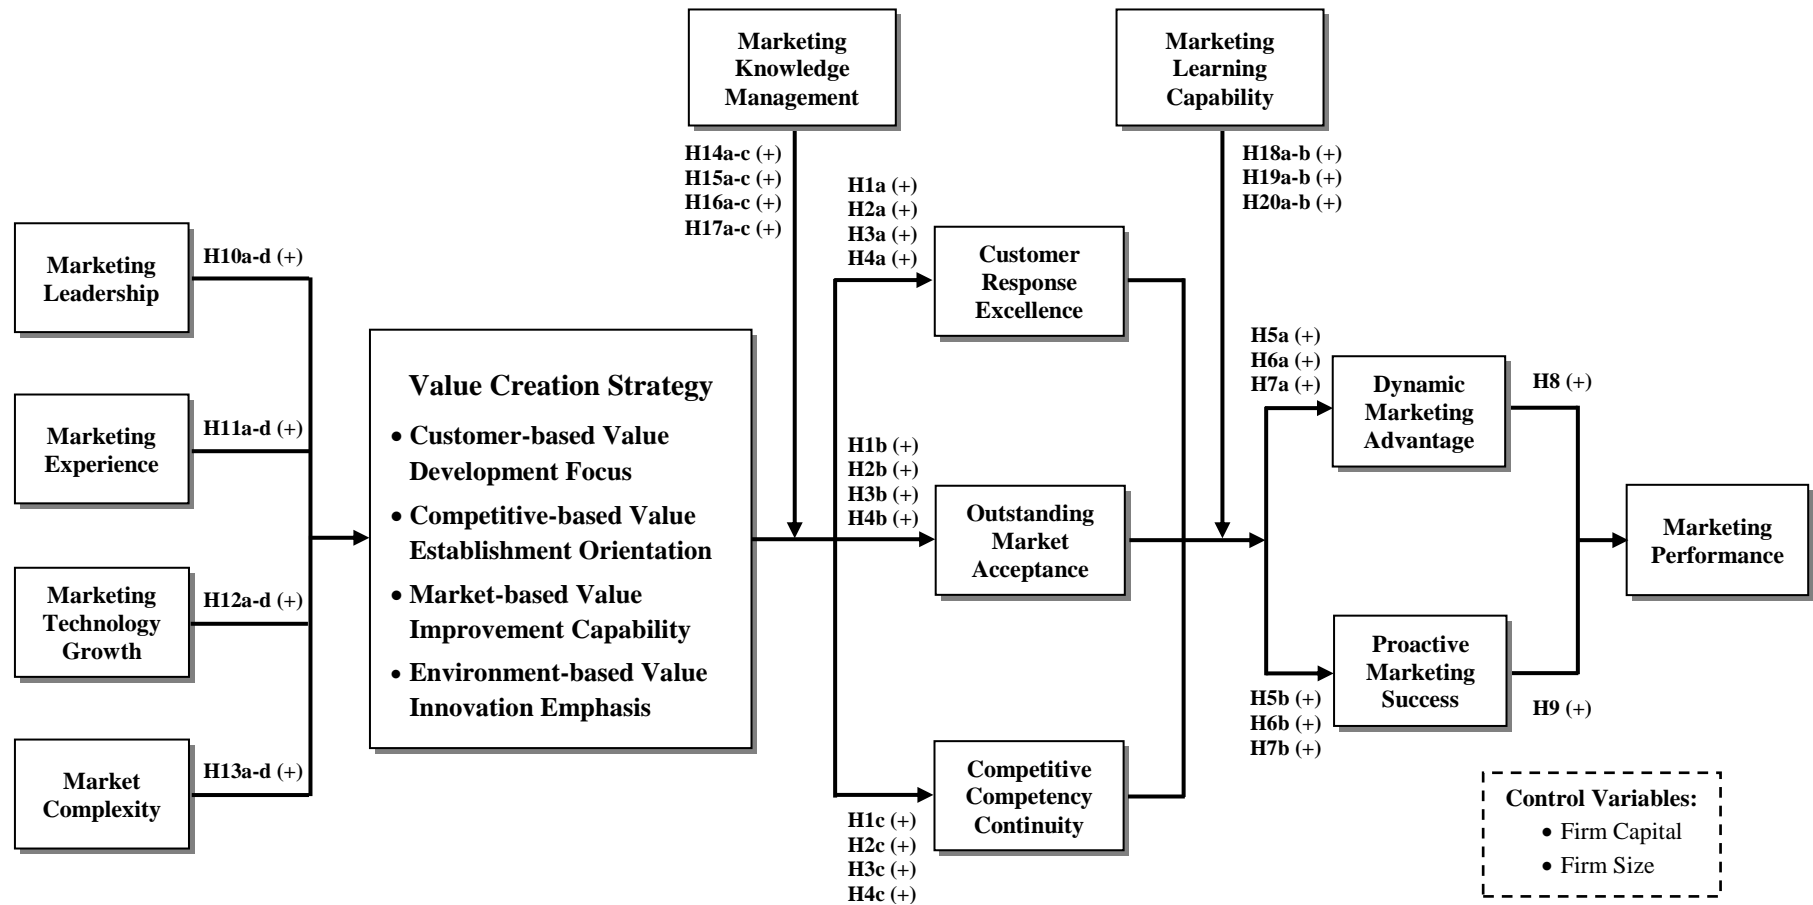 Marketing
Knowledge
Management
Marketing
Learning
Capability
H14a-c (+)
H15a-c (+)
H16a-c (+)
H17a-c (+)
H18a-b (+)
H19a-b (+)
H20a-b (+)
H1a (+)
H2a (+)
H3a (+)
H4a (+)
Marketing
Leadership
H10a-d (+)
Customer
Response
Excellence
Marketing
Experience
H11a-d (+)
Marketing
Technology
Growth
H12a-d (+)
Market
Complexity
H13a-d (+)
Value Creation Strategy
• Customer-based Value
Development Focus
• Competitive-based Value
Establishment Orientation
• Market-based Value
Improvement Capability
• Environment-based Value
Innovation Emphasis
H1b (+)
H2b (+)
H3b (+)
H4b (+)
Outstanding
Market
Acceptance
Competitive
Competency
Continuity
H1c (+)
H2c (+)
H3c (+)
H4c (+)
H5a (+)
H6a (+)
H7a (+)
Dynamic
Marketing
Advantage
H8 (+)
Marketing
Performance
Proactive
Marketing
Success
H5b (+)
H6b (+)
H7b (+)
H9 (+)
Control Variables:
• Firm Capital
• Firm Size